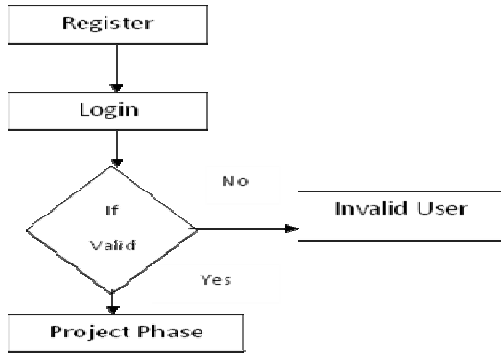 Register
Login
No
If
Valid
Invalid User
Yes
Project Phase